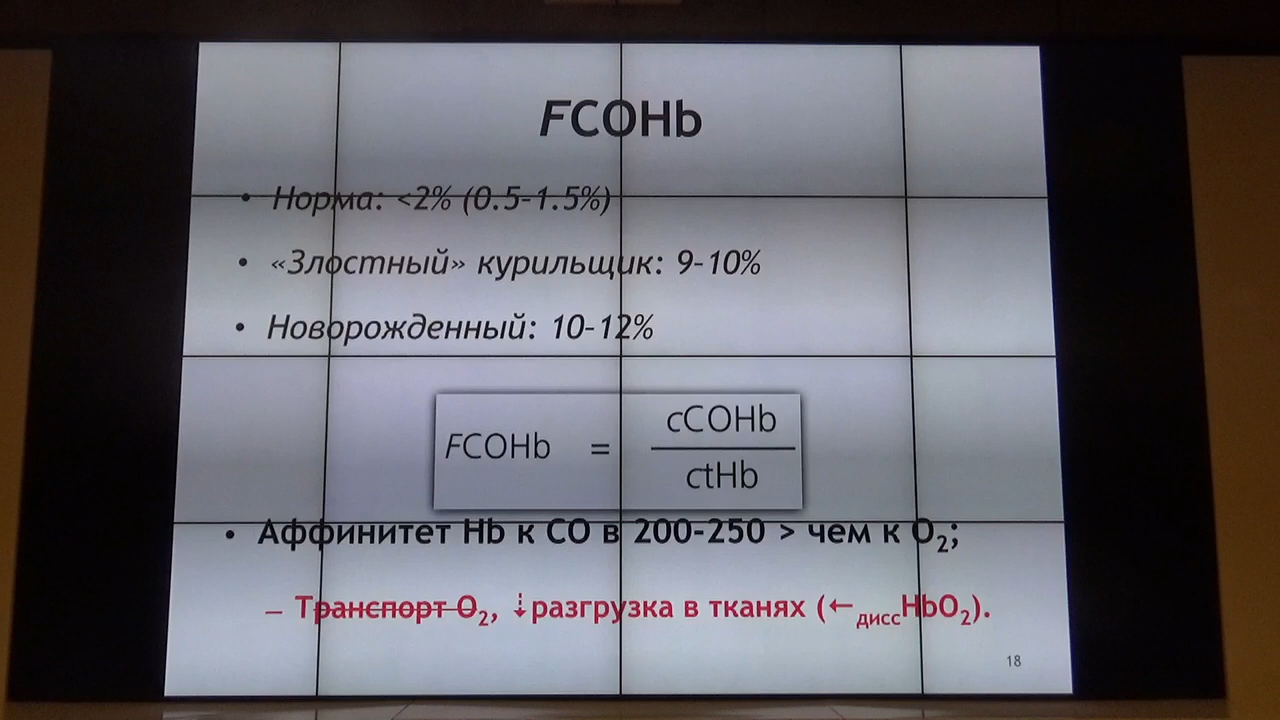 FCOHb
• Норма: <2% (0.5-1.5%)
• «Злостный» курильщик: 9-10%
• Новорожденный: 10-12%
FCOHb = cCOHb / ctHb
• Аффинитет Hb к CO в 200-250 > чем к O₂;
– Транспорт O₂, ⇣разгрузка в тканях (←диссHbO₂).
18